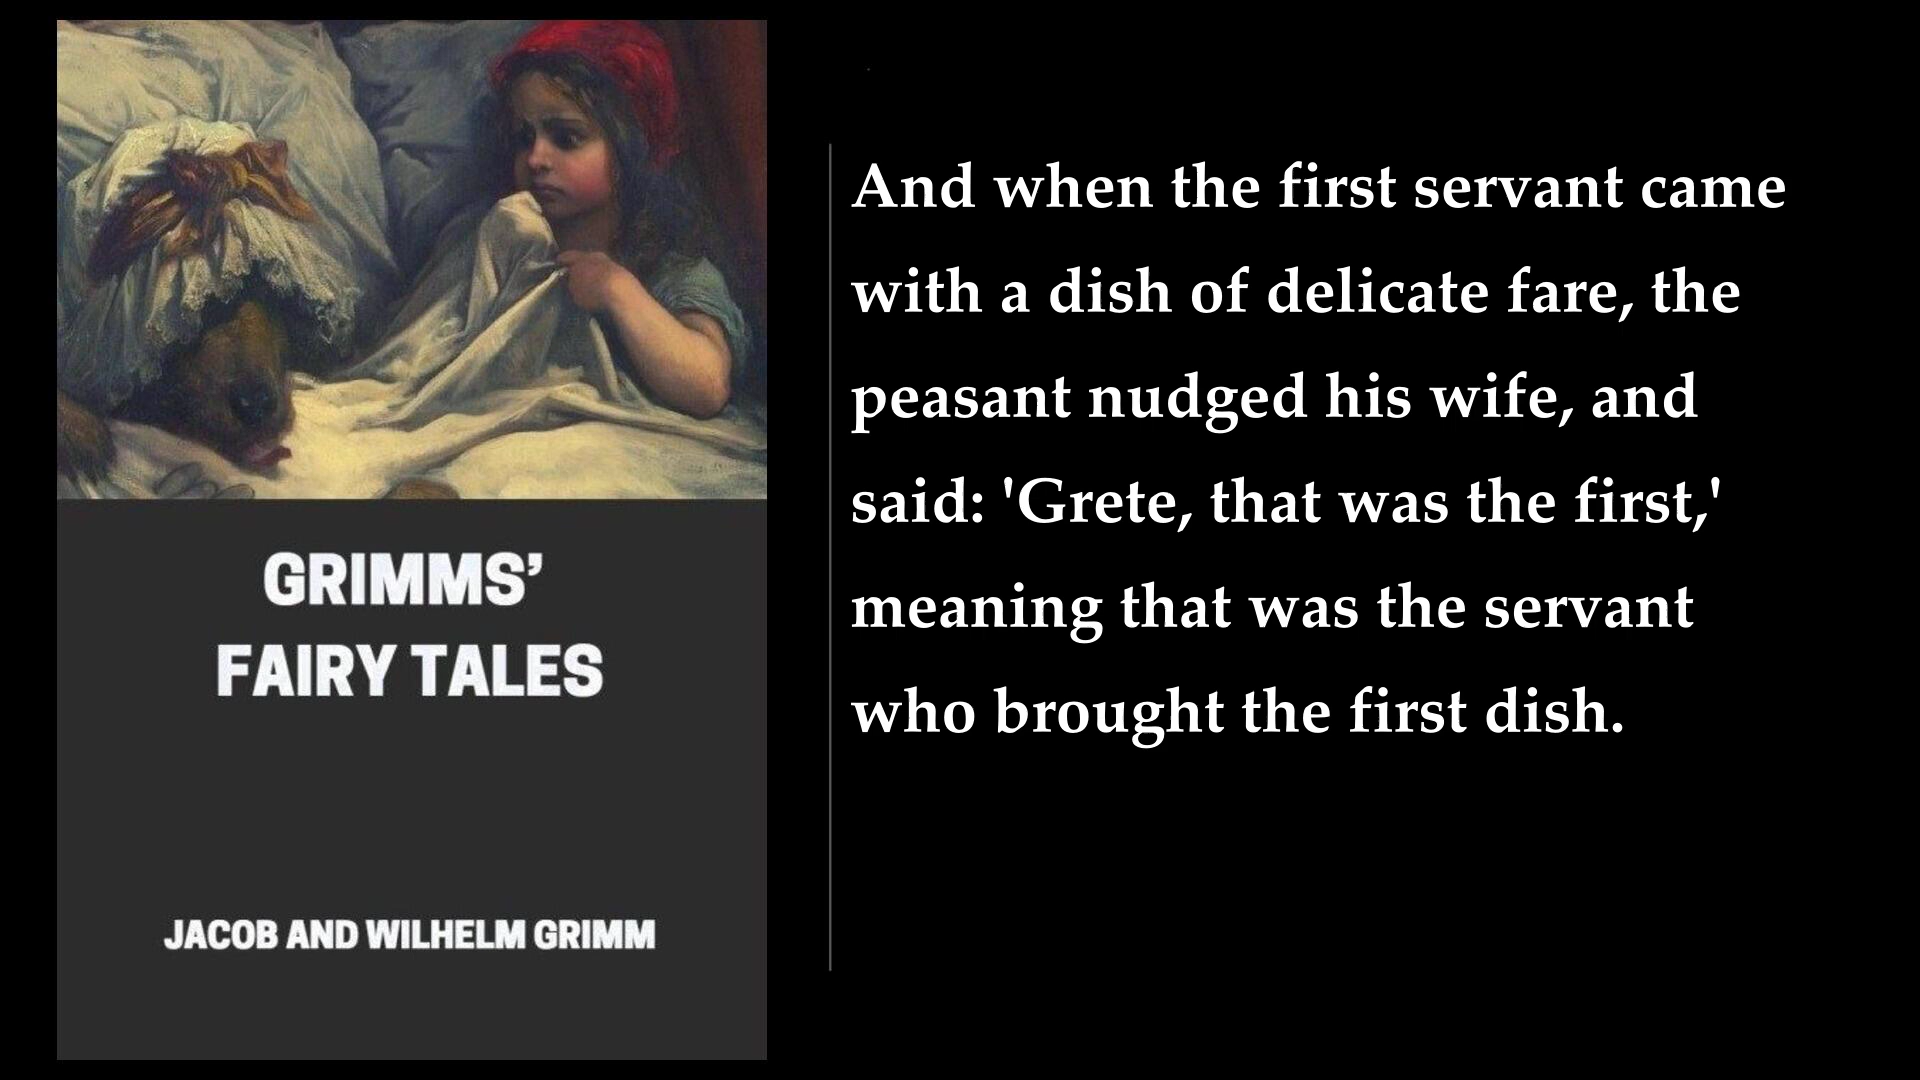 GRIMMS’
FAIRY TALES
JACOB AND WILHELM GRIMM
And when the first servant came
with a dish of delicate fare, the
peasant nudged his wife, and
said: 'Grete, that was the first,'
meaning that was the servant
who brought the first dish.